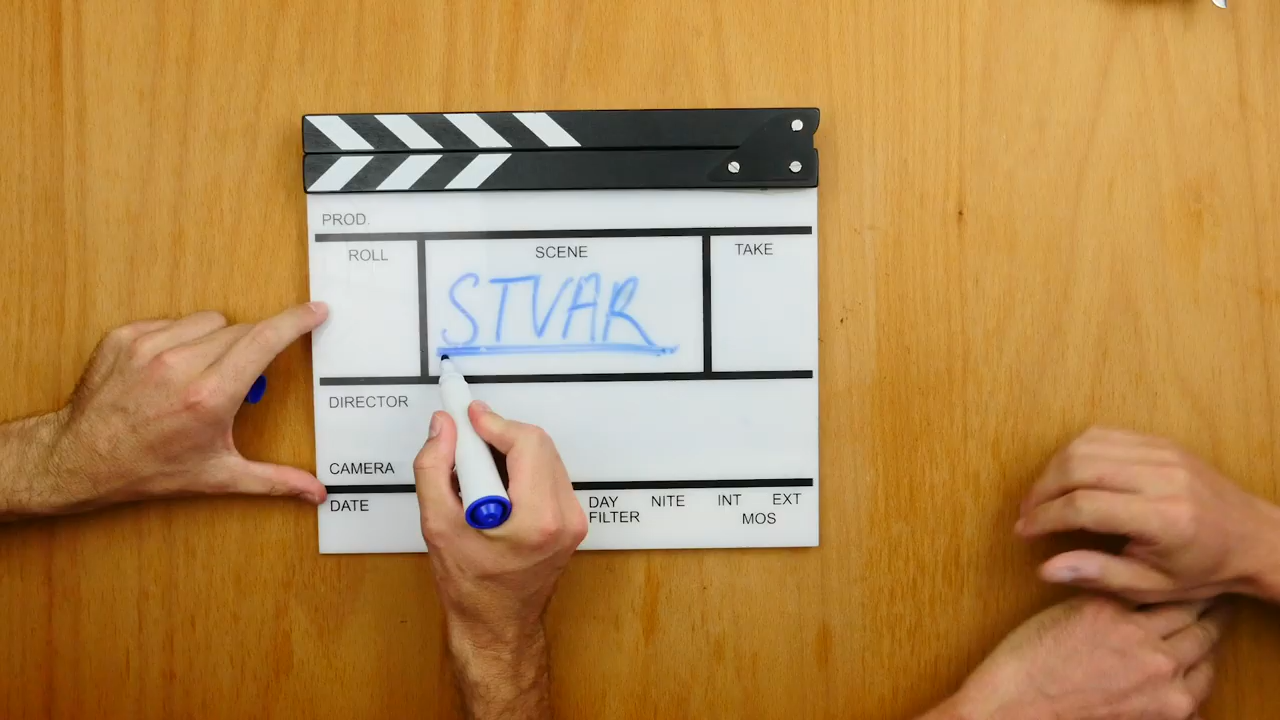 PROD.
ROLL SCENE TAKE
STVAR
DIRECTOR
CAMERA
DATE DAY NITE INT EXT
FILTER MOS